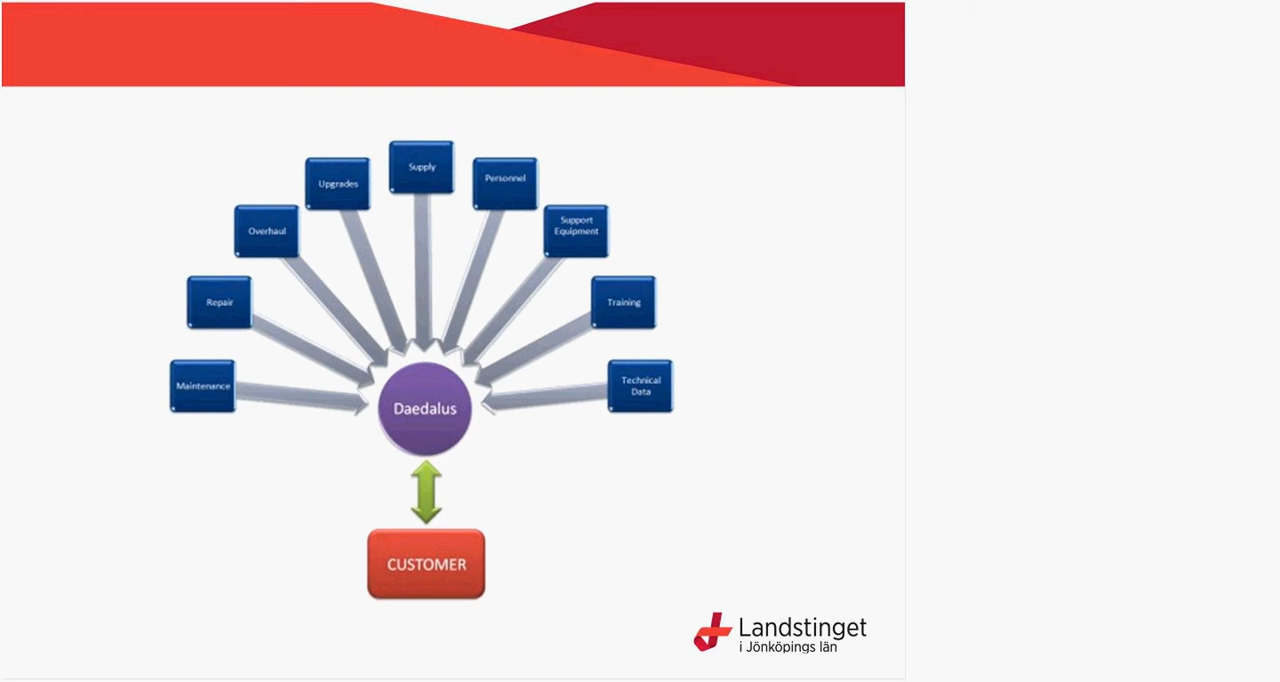 Supply
Upgrades
Personnel
Overhaul
Support
Equipment
Repair
Training
Maintenance
Technical
Data
Daedalus
CUSTOMER
Landstinget
i Jönköpings län